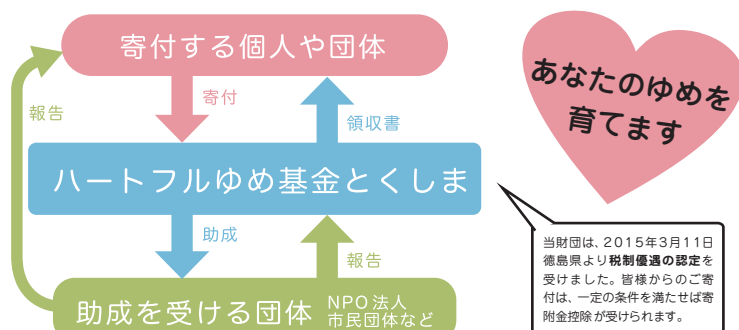 寄付する個人や団体
寄付
領収書
報告
ハートフルゆめ基金とくしま
助成
報告
助成を受ける団体
NPO法人
市民団体など
あなたのゆめを
育てます
当財団は、2015年3月11日
徳島県より税制優遇の認定を
受けました。皆様からのご寄
付は、一定の条件を満たせば寄
附金控除が受けられます。